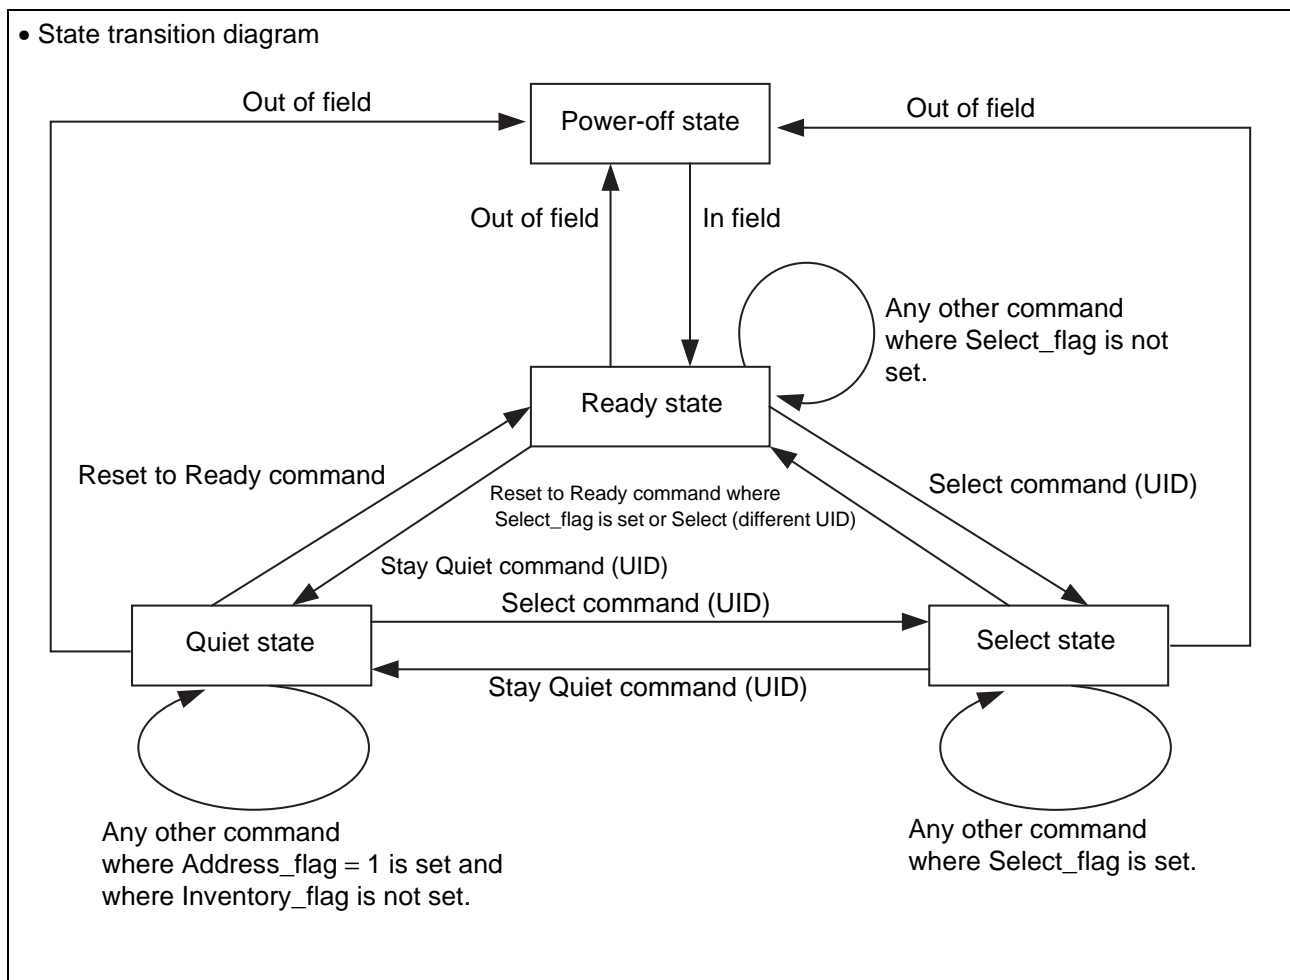 • State transition diagram
Out of field
Power-off state
Out of field
Out of field
In field
Any other command
where Select_flag is not
set.
Ready state
Reset to Ready command
Select command (UID)
Reset to Ready command where
Select_flag is set or Select (different UID)
Stay Quiet command (UID)
Select command (UID)
Quiet state
Select state
Stay Quiet command (UID)
Any other command
where Address_flag = 1 is set and
where Inventory_flag is not set.
Any other command
where Select_flag is set.